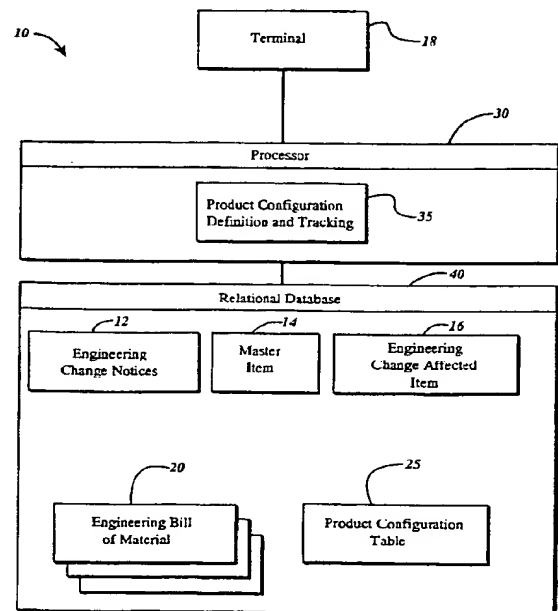 10
Terminal
18
30
Processor
Product Configuration
Definition and Tracking
35
40
Relational Database
12
14
16
Engineering
Change Notices
Master
Item
Engineering
Change Affected
Item
20
25
Engineering Bill
of Material
Product Configuration
Table